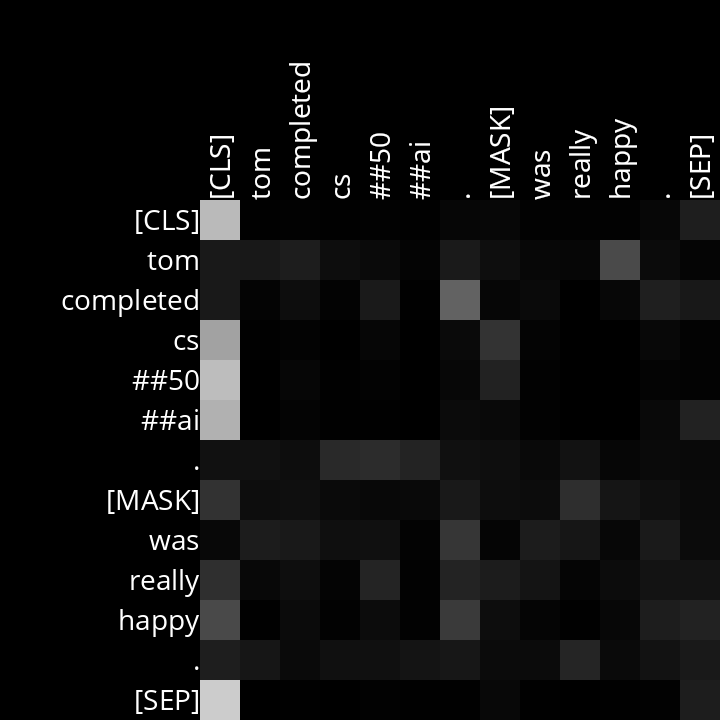 [CLS]
tom
completed
cs
##50
##ai
.
[MASK]
was
really
happy
.
[SEP]
[CLS]
tom
completed
cs
##50
##ai
.
[MASK]
was
really
happy
.
[SEP]